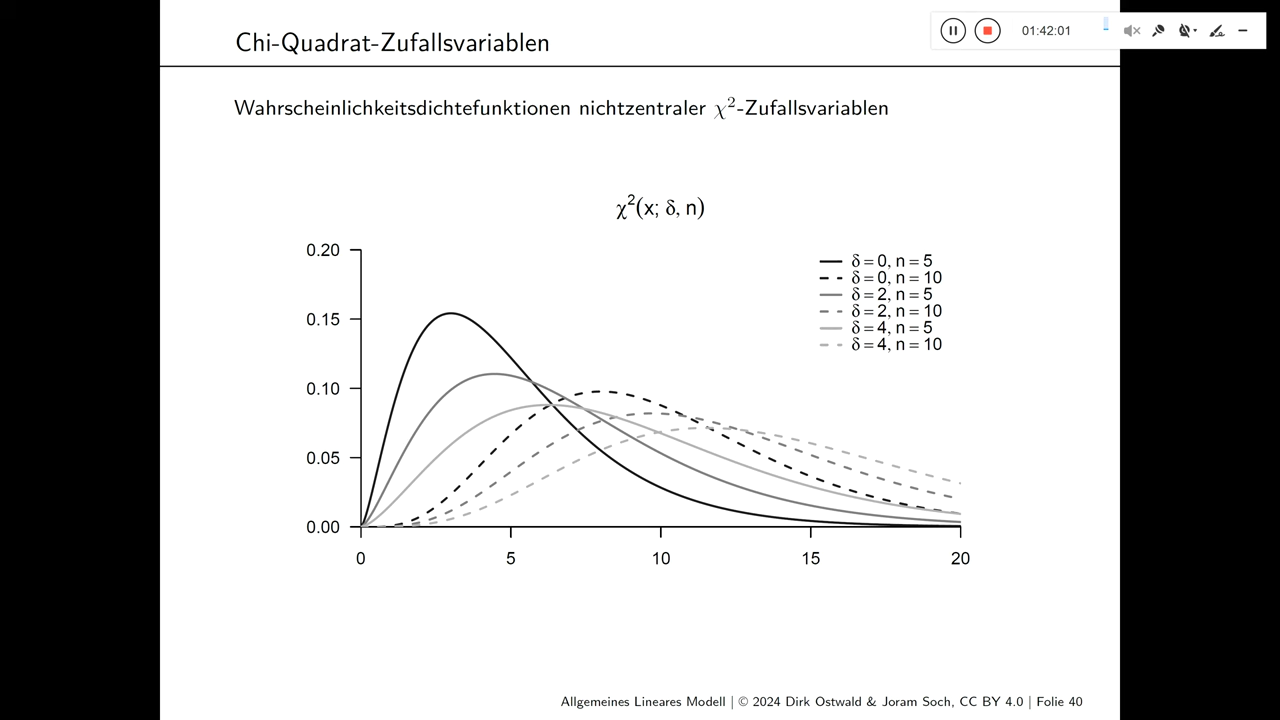 Chi-Quadrat-Zufallsvariablen
01:42:01
Wahrscheinlichkeitsdichtefunktionen nichtzentraler χ²-Zufallsvariablen
χ²(x; δ, n)
0.20
0.15
0.10
0.05
0.00
0 5 10 15 20
δ = 0, n = 5
δ = 0, n = 10
δ = 2, n = 5
δ = 2, n = 10
δ = 4, n = 5
δ = 4, n = 10
Allgemeines Lineares Modell | © 2024 Dirk Ostwald & Joram Soch, CC BY 4.0 | Folie 40